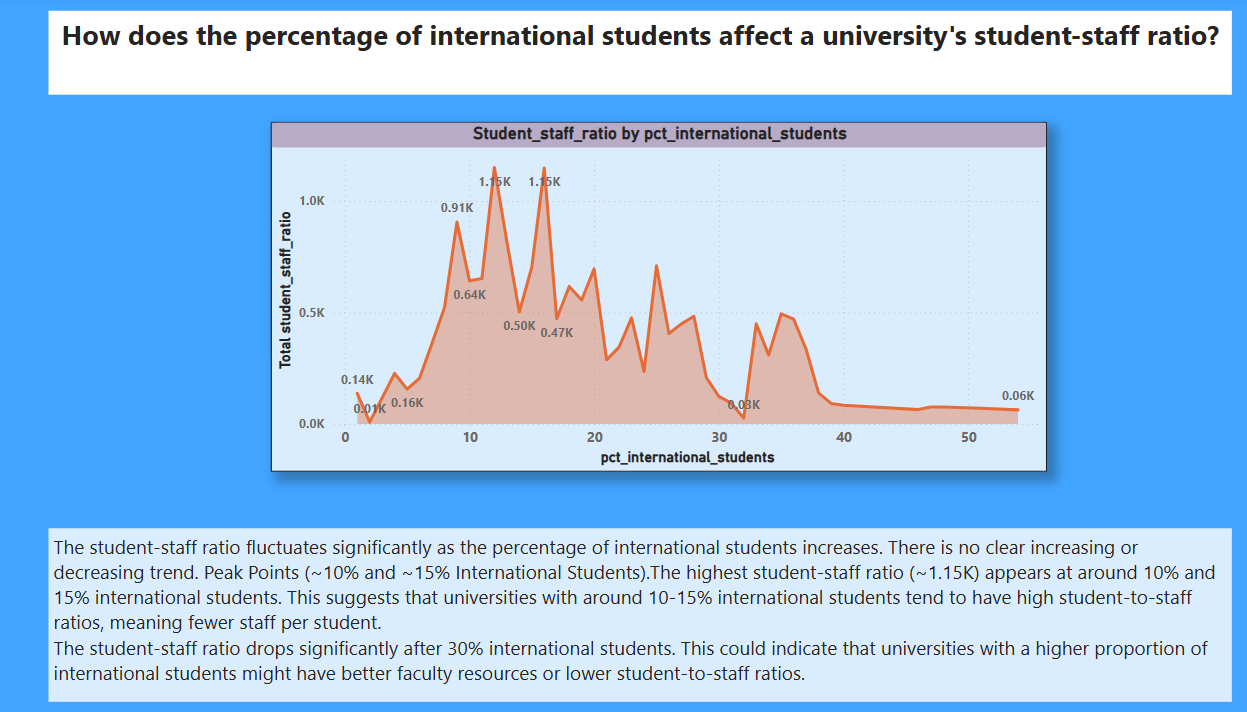 How does the percentage of international students affect a university's student-staff ratio?
Student_staff_ratio by pct_international_students
Total student_staff_ratio
1.0K
0.5K
0.0K
0.14K
0.01K
0.16K
0.91K
0.64K
1.15K
0.50K
1.15K
0.47K
0.03K
0.06K
0
10
20
30
40
50
pct_international_students
The student-staff ratio fluctuates significantly as the percentage of international students increases. There is no clear increasing or
decreasing trend. Peak Points (~10% and ~15% International Students).The highest student-staff ratio (~1.15K) appears at around 10% and
15% international students. This suggests that universities with around 10-15% international students tend to have high student-to-staff
ratios, meaning fewer staff per student.
The student-staff ratio drops significantly after 30% international students. This could indicate that universities with a higher proportion of
international students might have better faculty resources or lower student-to-staff ratios.